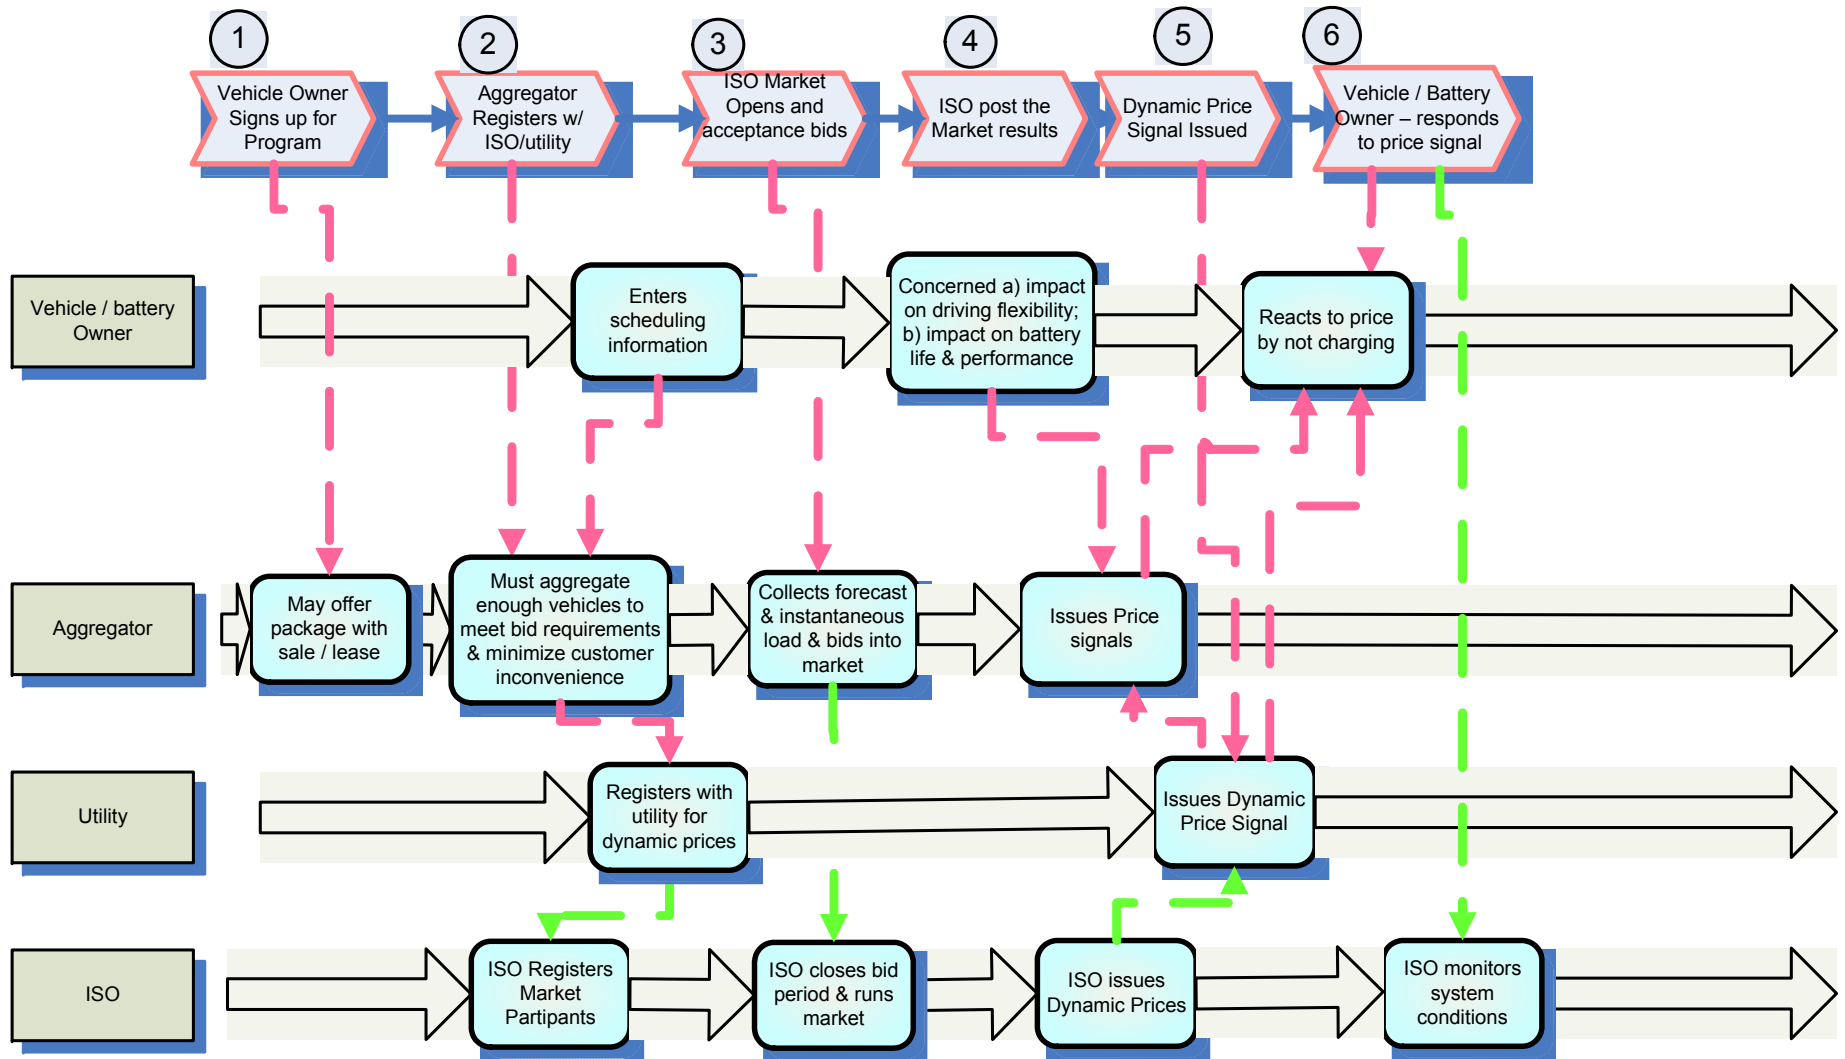 1
2
3
4
5
6
Vehicle Owner
Signs up for
Program
Aggregator
Registers w/
ISO/utility
ISO Market
Opens and
acceptance bids
ISO post the
Market results
Dynamic Price
Signal Issued
Vehicle / Battery
Owner – responds
to price signal
Vehicle / battery
Owner
Enters
scheduling
information
Concerned a) impact
on driving flexibility;
b) impact on battery
life & performance
Reacts to price
by not charging
Aggregator
May offer
package with
sale / lease
Must aggregate
enough vehicles to
meet bid requirements
& minimize customer
inconvenience
Collects forecast
& instantaneous
load & bids into
market
Issues Price
signals
Utility
Registers with
utility for
dynamic prices
Issues Dynamic
Price Signal
ISO
ISO Registers
Market
Partipants
ISO closes bid
period & runs
market
ISO issues
Dynamic Prices
ISO monitors
system
conditions